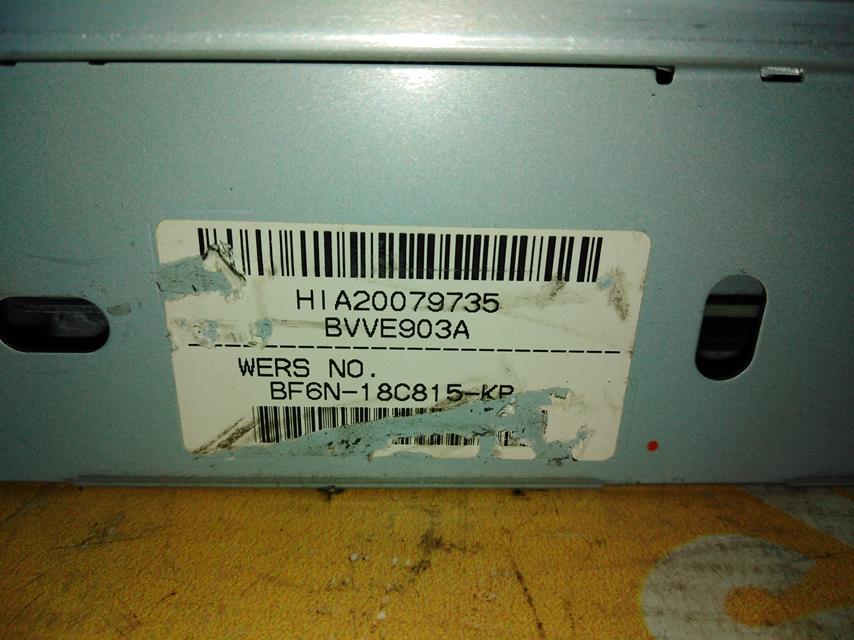 HIA20079735
BVVE903A
WERS NO.
BF6N-18C815-KP